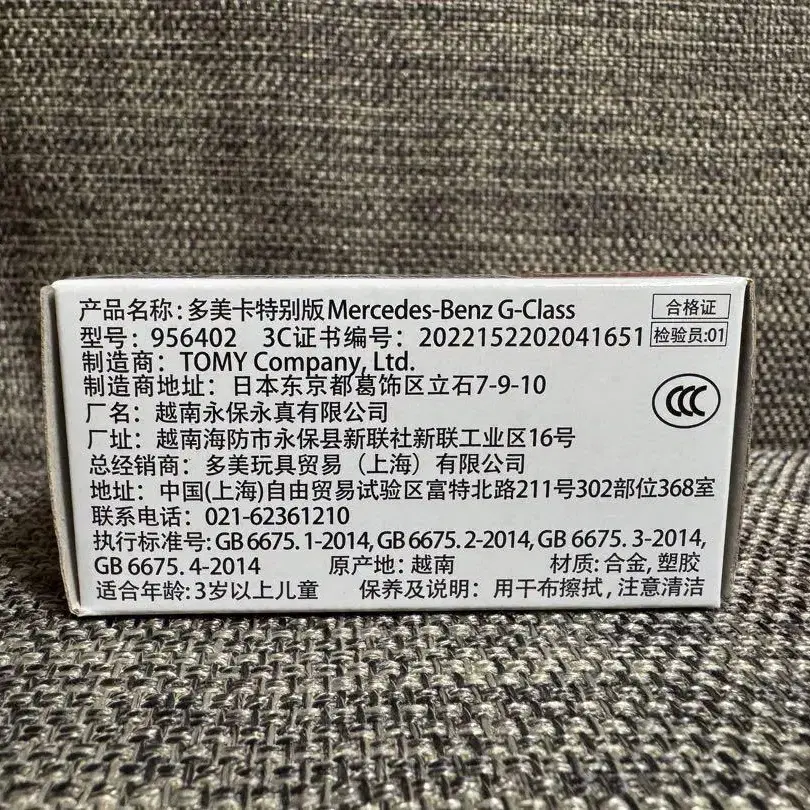 产品名称:多美卡特别版Mercedes-Benz G-Class
合格证
型号:956402 3C证书编号:2022152202041651
检验员:01
制造商:TOMY Company, Ltd.
制造商地址:日本东京都葛饰区立石7-9-10
CCC
厂名:越南永保永真有限公司
厂址:越南海防市永保县新联社新联工业区16号
总经销商:多美玩具贸易(上海)有限公司
地址:中国(上海)自由贸易试验区富特北路211号302部位368室
联系电话:021-62361210
执行标准号:GB 6675.1-2014, GB 6675.2-2014, GB 6675.3-2014,
GB 6675.4-2014 原产地:越南 材质:合金, 塑胶
适合年龄:3岁以上儿童 保养及说明:用干布擦拭, 注意清洁